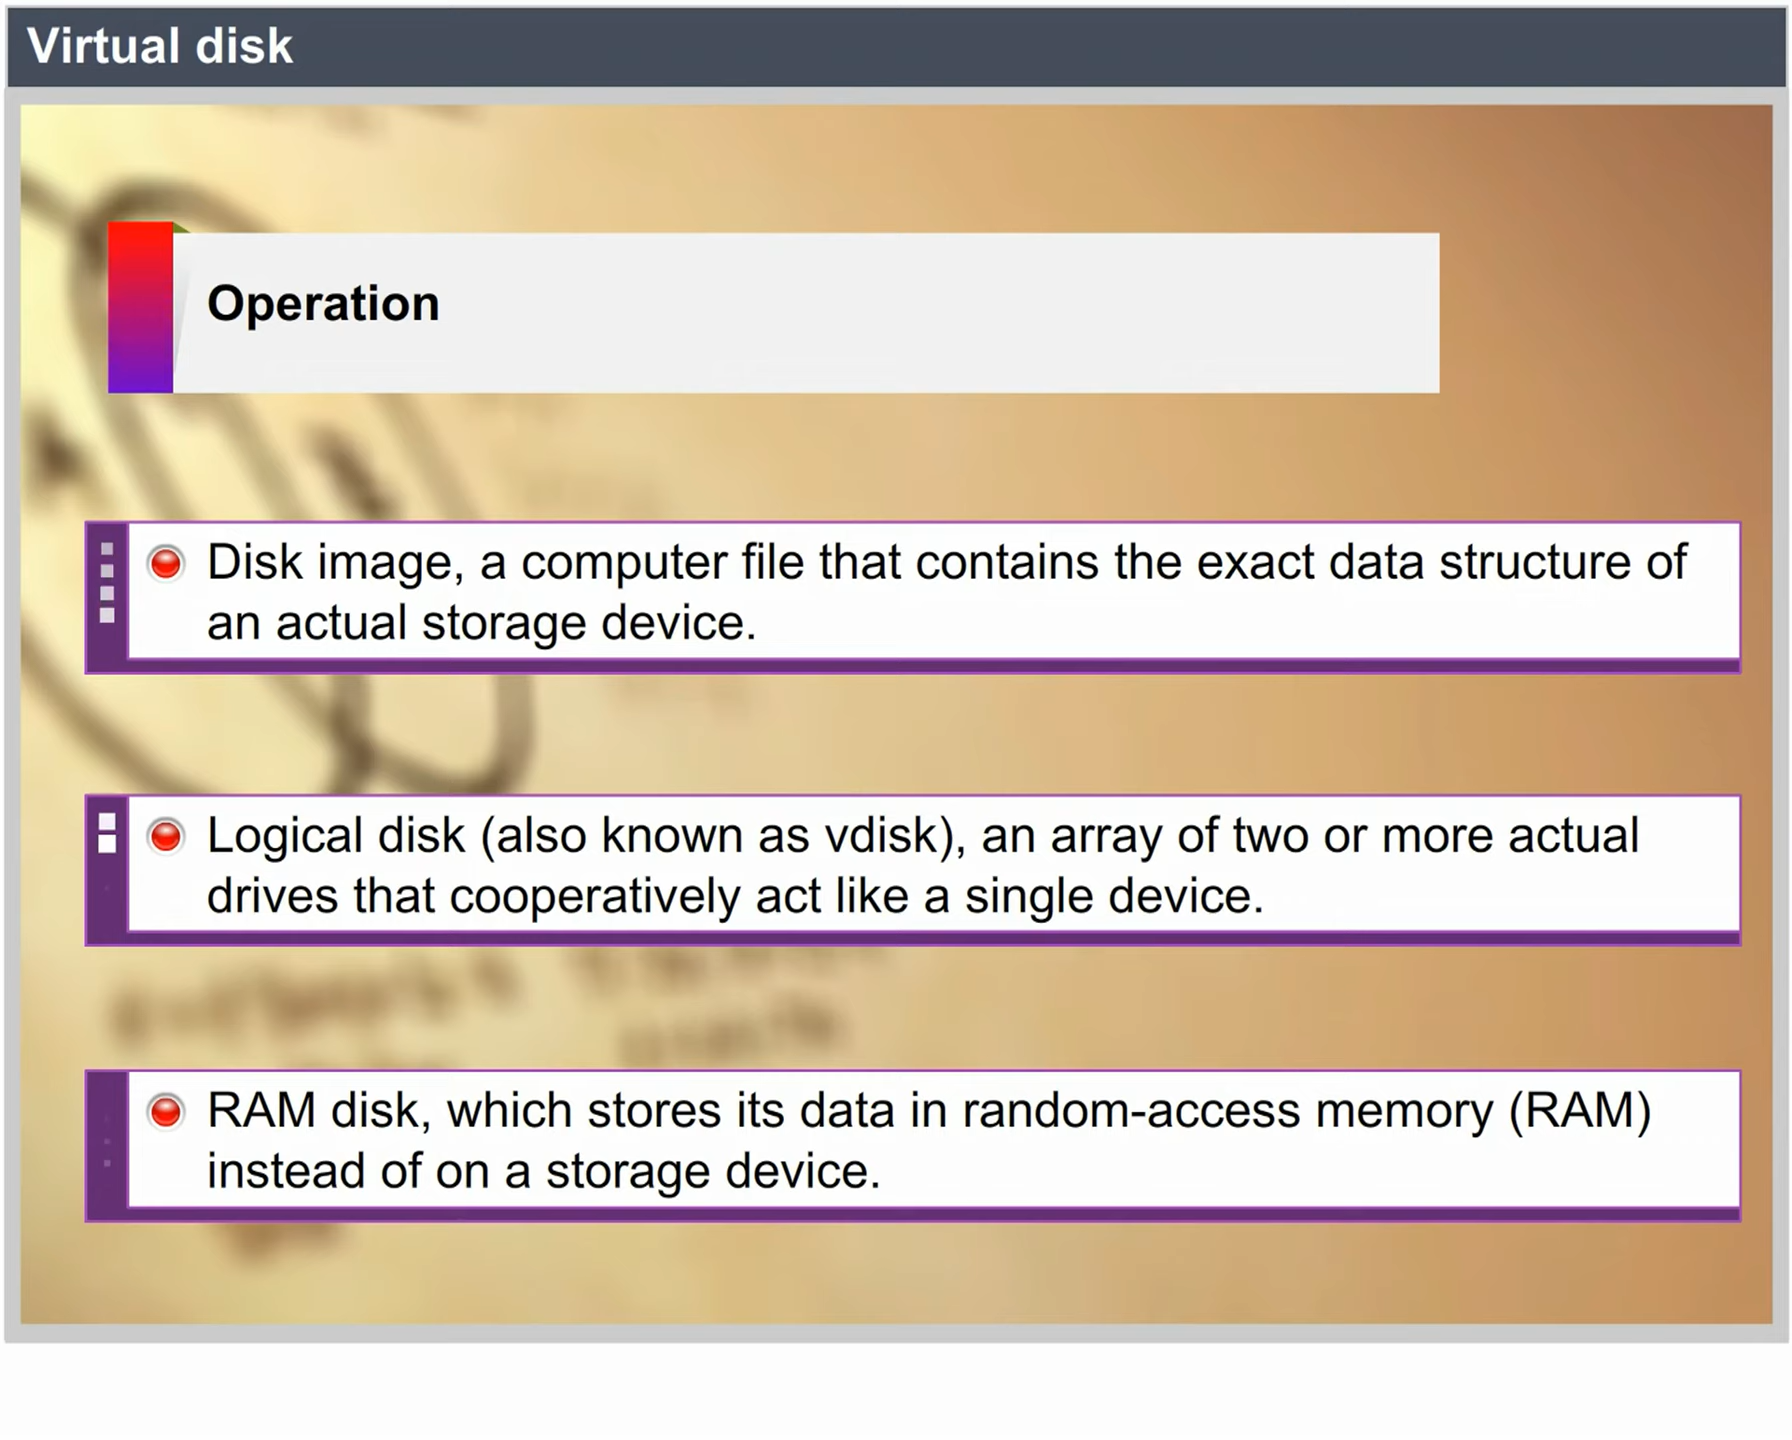 Virtual disk
Operation
Disk image, a computer file that contains the exact data structure of
an actual storage device.
Logical disk (also known as vdisk), an array of two or more actual
drives that cooperatively act like a single device.
RAM disk, which stores its data in random-access memory (RAM)
instead of on a storage device.